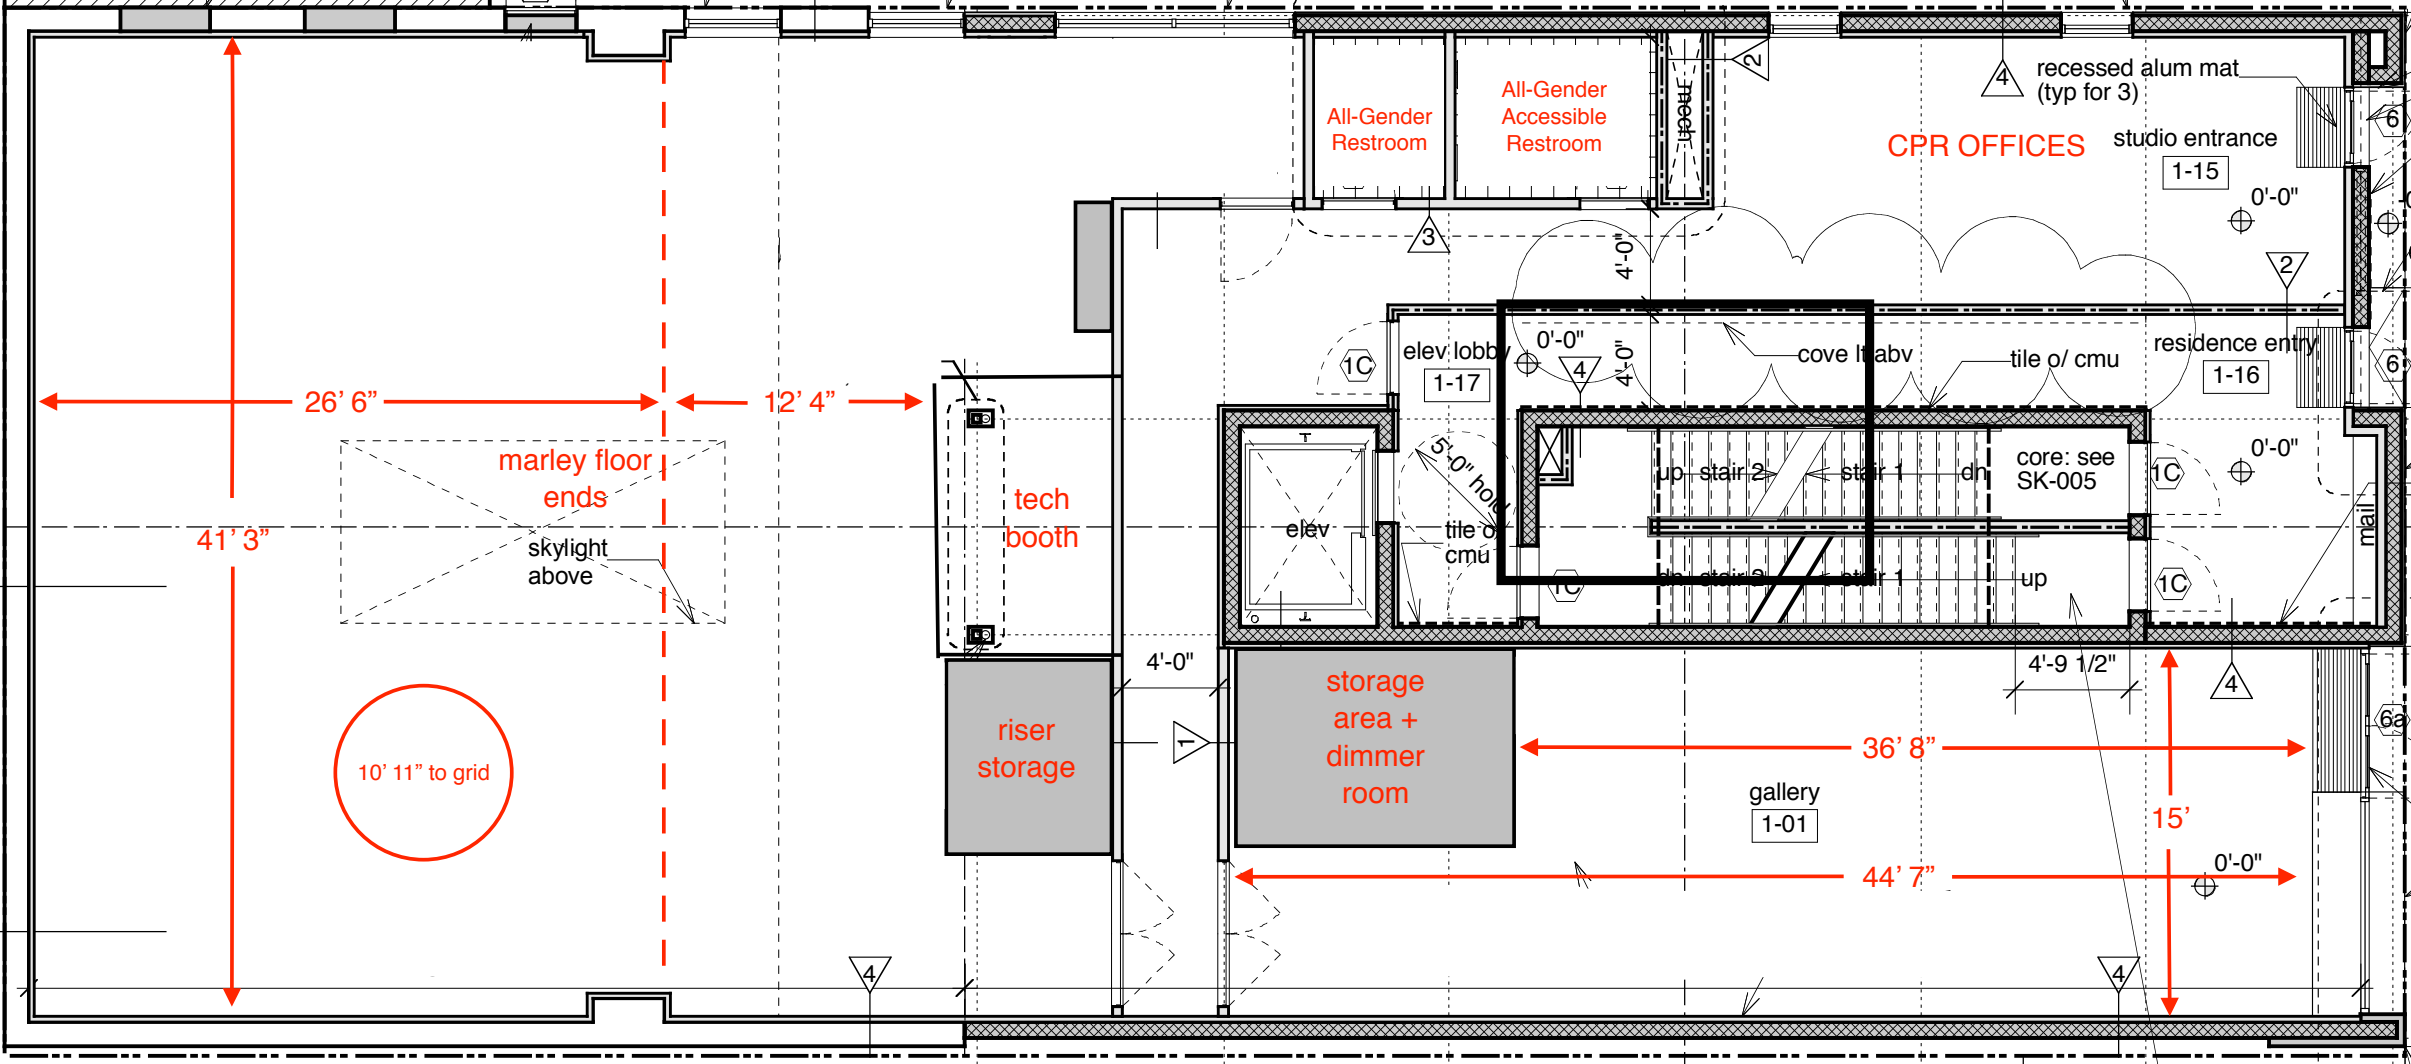 recessed alum mat
(typ for 3)
All-Gender
Restroom
All-Gender
Accessible
Restroom
mech
2
4
CPR OFFICES
studio entrance
1-15
0'-0"
6
3
4'-0"
2
1C
elev lobby
1-17
0'-0"
4
4'-0"
cove lt abv
tile o/ cmu
residence entry
1-16
6
26' 6"
12' 4"
marley floor
ends
skylight
above
41' 3"
tech
booth
elev
5'-0" hold
tile o/
cmu
up
stair 2
stair 1
dn
core: see
SK-005
1C
0'-0"
mail
1C
dn
stair 2
stair 1
up
1C
4'-0"
4'-9 1/2"
4
riser
storage
1
storage
area +
dimmer
room
36' 8"
6a
10' 11" to grid
gallery
1-01
15'
44' 7"
0'-0"
4
4